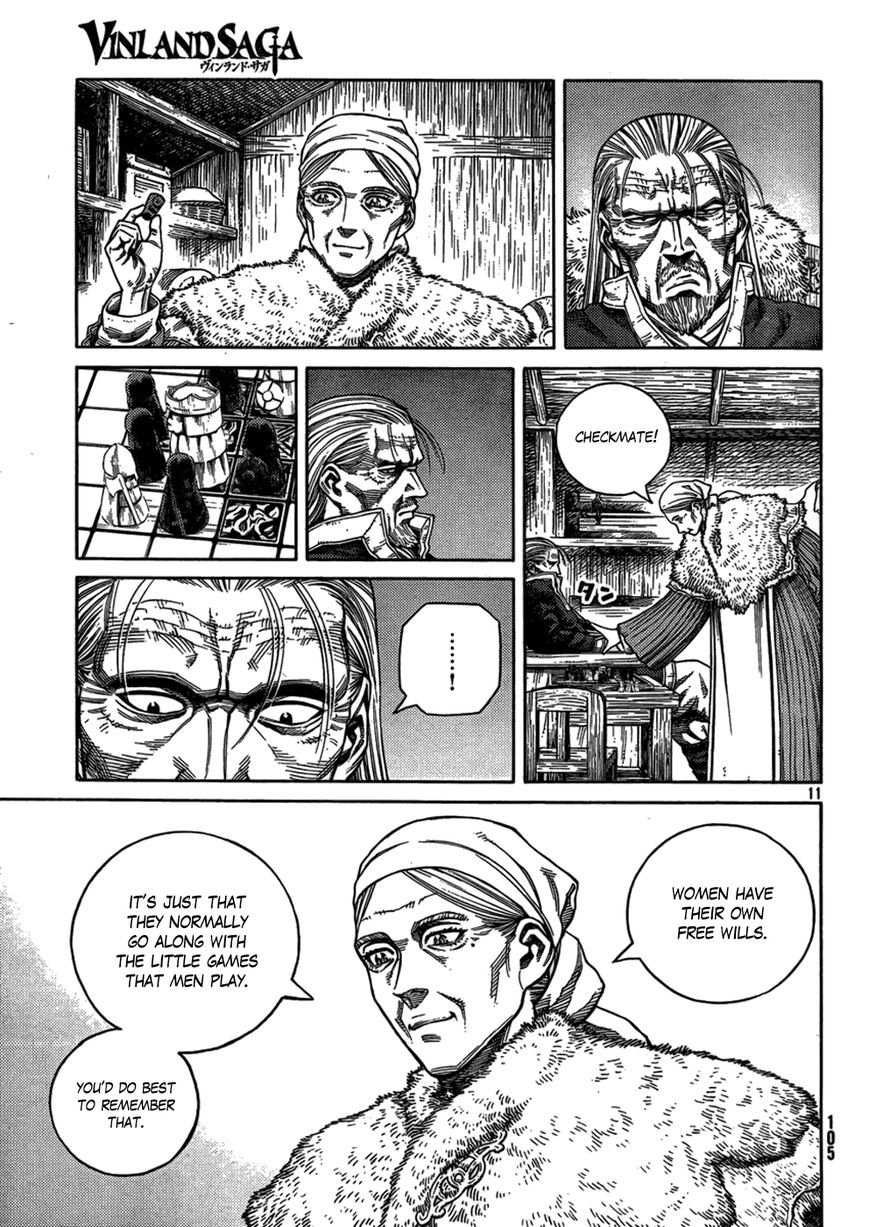 VINLAND SAGA
ヴィンランド・サガ
CHECKMATE!
タン
......!
11
WOMEN HAVE
THEIR OWN
FREE WILLS.
IT'S JUST THAT
THEY NORMALLY
GO ALONG WITH
THE LITTLE GAMES
THAT MEN PLAY.
YOU'D DO BEST
TO REMEMBER
THAT.
105